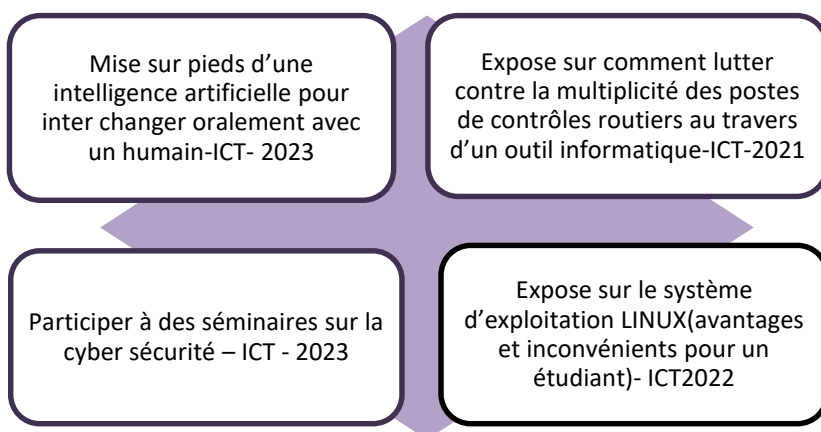 Mise sur pieds d’une
intelligence artificielle pour
inter changer oralement avec
un humain-ICT- 2023
Expose sur comment lutter
contre la multiplicité des postes
de contrôles routiers au travers
d’un outil informatique-ICT-2021
Participer à des séminaires sur la
cyber sécurité – ICT - 2023
Expose sur le système
d’exploitation LINUX(avantages
et inconvénients pour un
étudiant)- ICT2022